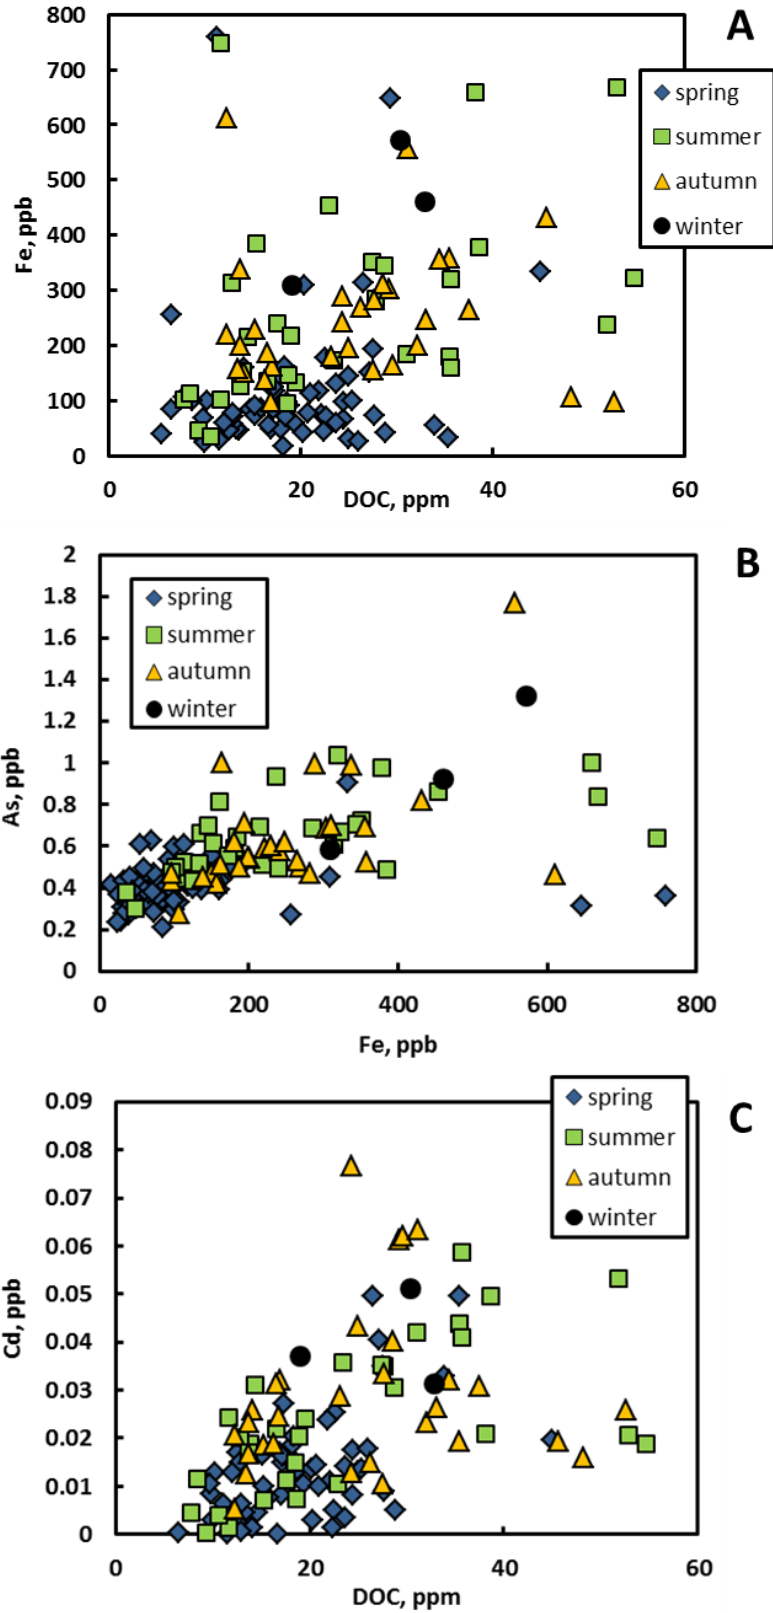 A
800
700
600
500
400
300
200
100
0
Fe, ppb
0 20 40 60
DOC, ppm
spring
summer
autumn
winter
B
2
1.8
1.6
1.4
1.2
1
0.8
0.6
0.4
0.2
0
As, ppb
0 200 400 600 800
Fe, ppb
spring
summer
autumn
winter
C
0.09
0.08
0.07
0.06
0.05
0.04
0.03
0.02
0.01
0
Cd, ppb
0 20 40 60
DOC, ppm
spring
summer
autumn
winter